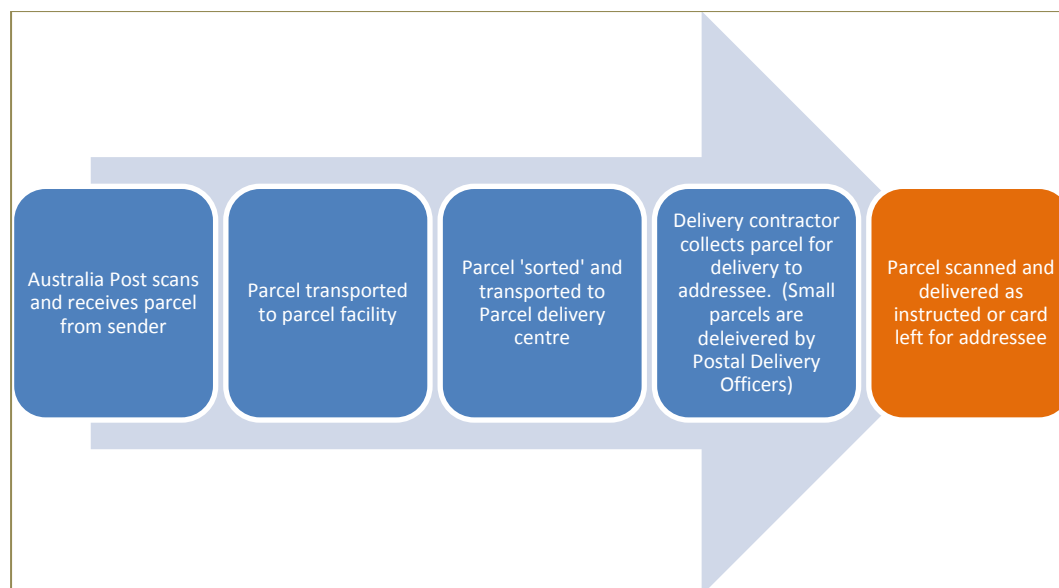 Australia Post scans
and receives parcel
from sender
Parcel transported
to parcel facility
Parcel 'sorted' and
transported to
Parcel delivery
centre
Delivery contractor
collects parcel for
delivery to
addressee.  (Small
parcels are
deleivered by
Postal Delivery
Officers)
Parcel scanned and
delivered as
instructed or card
left for addressee